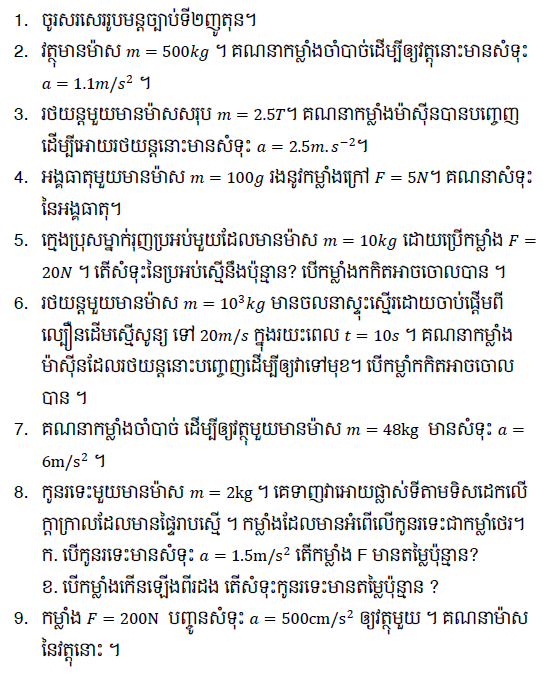 1. ចូរសរសេររូបមន្តច្បាប់ទី២ញូតុន។
2. វត្ថុមានម៉ាស m = 500kg ។ គណនាកម្លាំងចាំបាច់ដើម្បីឲ្យវត្ថុនោះមានសំទុះ
a = 1.1m/s² ។
3. រថយន្តមួយមានម៉ាសសរុប m = 2.5T។ គណនាកម្លាំងម៉ាស៊ីនបានបញ្ចេញ
ដើម្បីអោយរថយន្តនោះមានសំទុះ a = 2.5m.s⁻²។
4. អង្គធាតុមួយមានម៉ាស m = 100g រងនូវកម្លាំងក្រៅ F = 5N។ គណនាសំទុះ
នៃអង្គធាតុ។
5. ក្មេងប្រុសម្នាក់រុញប្រអប់មួយដែលមានម៉ាស m = 10kg ដោយប្រើកម្លាំង F =
20N ។ តើសំទុះនៃប្រអប់ស្មើនឹងប៉ុន្មាន? បើកម្លាំងកកិតអាចចោលបាន ។
6. រថយន្តមួយមានម៉ាស m = 10³kg មានចលនាស្ទុះស្មើរដោយចាប់ផ្តើមពី
ល្បឿនដើមស្មើសូន្យ ទៅ 20m/s ក្នុងរយះពេល t = 10s ។ គណនាកម្លាំង
ម៉ាស៊ីនដែលរថយន្តនោះបញ្ចេញដើម្បីឲ្យវាទៅមុខ។ បើកម្លាំកកិតអាចចោល
បាន ។
7. គណនាកម្លាំងចាំបាច់ ដើម្បីឲ្យវត្ថុមួយមានម៉ាស m = 48kg មានសំទុះ a =
6m/s² ។
8. កូនរទេះមួយមានម៉ាស m = 2kg ។ គេទាញវាអោយផ្លាស់ទីតាមទិសដេកលើ
ក្តាក្រាលដែលមានផ្ទៃរាបស្មើ ។ កម្លាំងដែលមានអំពើលើកូនរទេះជាកម្លាំថេរ។
ក. បើកូនរទេះមានសំទុះ a = 1.5m/s² តើកម្លាំង F មានតម្លៃប៉ុន្មាន?
ខ. បើកម្លាំងកើនឡើងពីរដង តើសំទុះកូនរទេះមានតម្លៃប៉ុន្មាន ?
9. កម្លាំង F = 200N បញ្ចូនសំទុះ a = 500cm/s² ឲ្យវត្ថុមួយ ។ គណនាម៉ាស
នៃវត្ថុនោះ ។